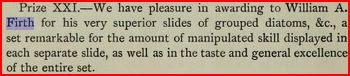 Prize XXI.—We have pleasure in awarding to William A.
Firth for his very superior slides of grouped diatoms, &c., a
set remarkable for the amount of manipulated skill displayed in
each separate slide, as well as in the taste and general excellence
of the entire set.